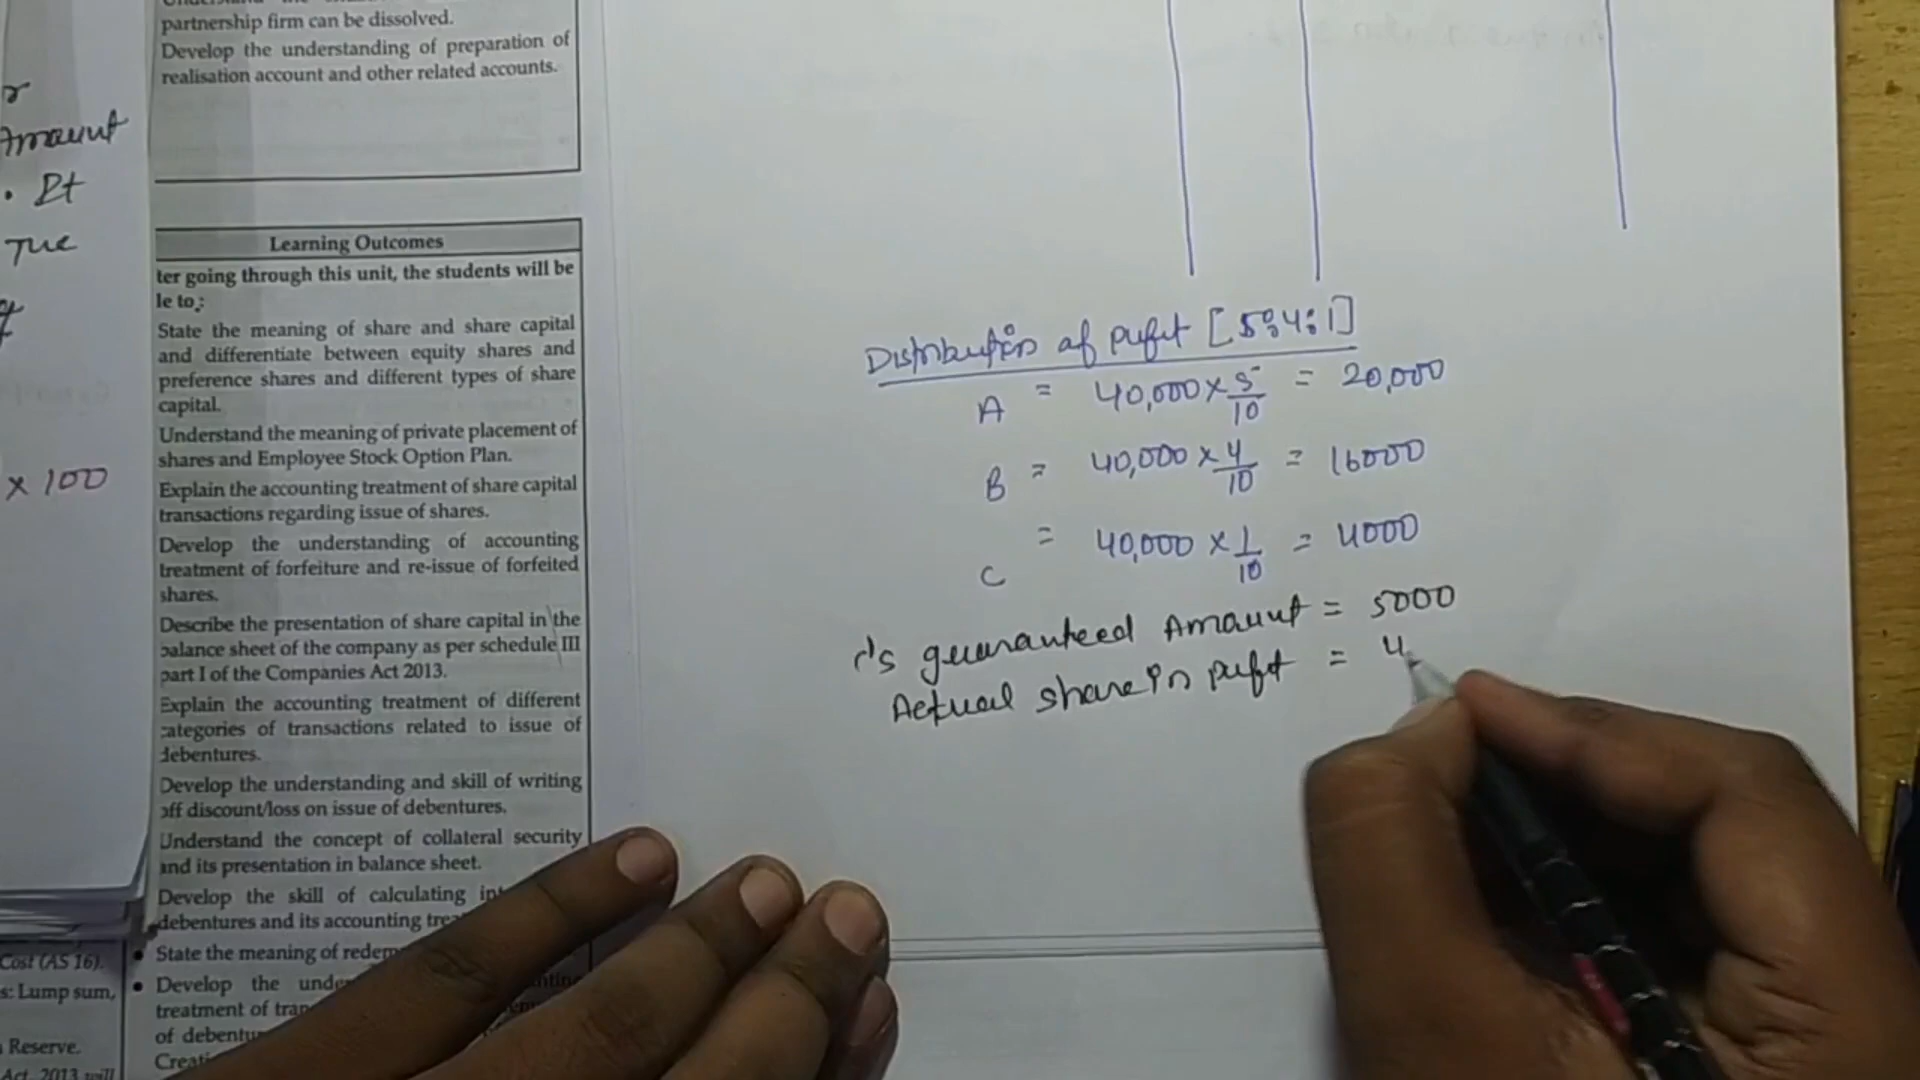 partnership firm can be dissolved.
Develop the understanding of preparation of
realisation account and other related accounts.
Amount
x 100
Learning Outcomes
ter going through this unit, the students will be
le to:
State the meaning of share and share capital
and differentiate between equity shares and
preference shares and different types of share
capital.
Understand the meaning of private placement of
shares and Employee Stock Option Plan.
Explain the accounting treatment of share capital
transactions regarding issue of shares.
Develop the understanding of accounting
treatment of forfeiture and re-issue of forfeited
shares.
Describe the presentation of share capital in the
balance sheet of the company as per schedule III
part I of the Companies Act 2013.
Explain the accounting treatment of different
categories of transactions related to issue of
debentures.
Develop the understanding and skill of writing
off discount/loss on issue of debentures.
Understand the concept of collateral security
and its presentation in balance sheet.
Develop the skill of calculating
debentures and its accounting
• State the meaning of
• Develop the
treatment of
of
Cost (AS 16).
s: Lump sum,
Reserve.
Act, 2013 will
Distribution of profit [5:4:1]
A = 40,000 x 5/10 = 20,000
B = 40,000 x 4/10 = 16000
C = 40,000 x 1/10 = 4000
's guaranteed Amount = 5000
Actual share in profit = 4